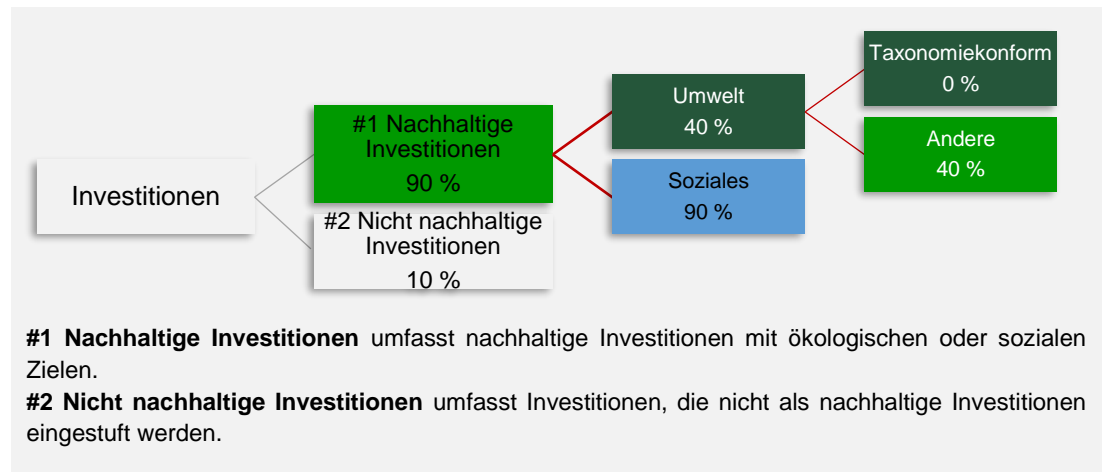 Investitionen
#1 Nachhaltige
Investitionen
90 %
#2 Nicht nachhaltige
Investitionen
10 %
Umwelt
40 %
Soziales
90 %
Taxonomiekonform
0 %
Andere
40 %
#1 Nachhaltige Investitionen umfasst nachhaltige Investitionen mit ökologischen oder sozialen
Zielen.
#2 Nicht nachhaltige Investitionen umfasst Investitionen, die nicht als nachhaltige Investitionen
eingestuft werden.